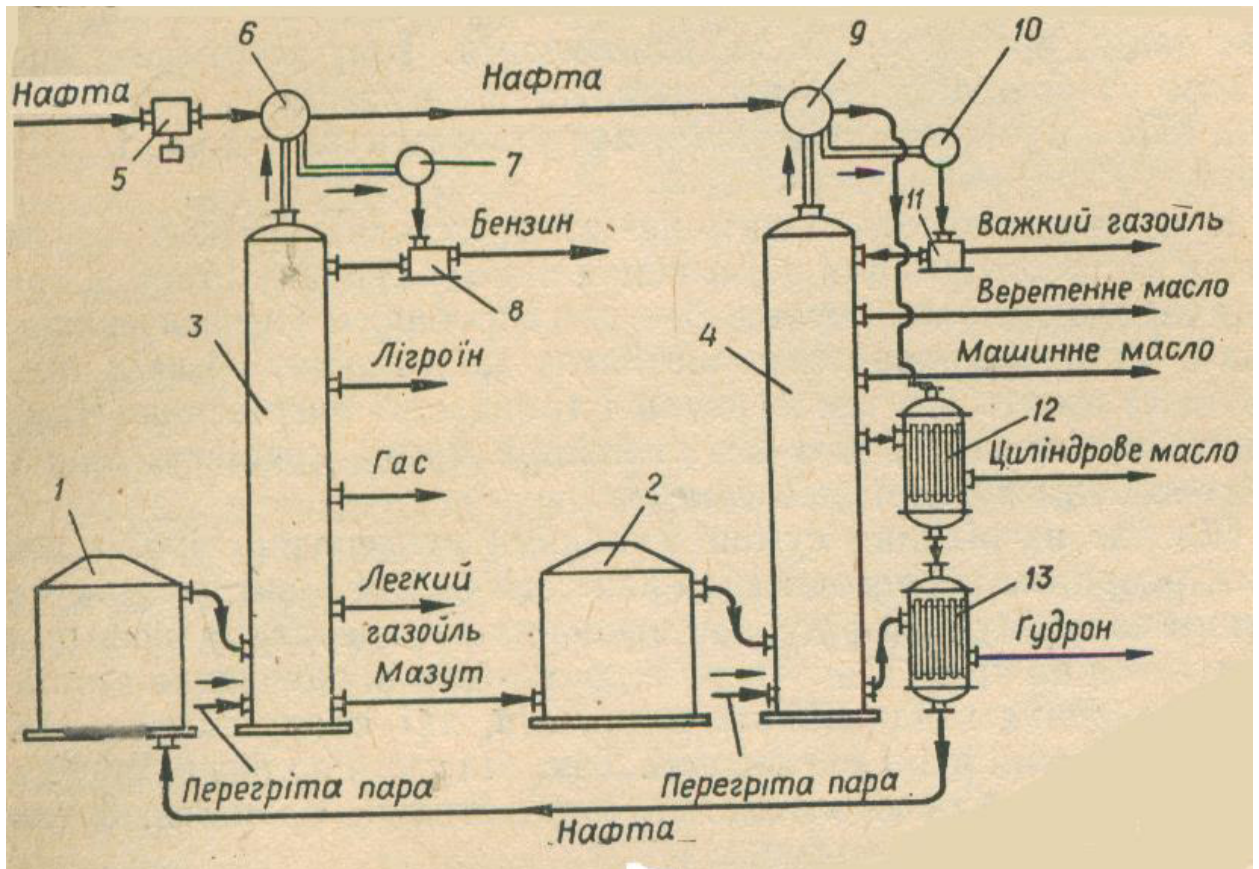 6
9
10
Нафта
Нафта
5
7
11
Бензин
Важкий газойль
8
Веретенне масло
3
4
Лігроїн
Машинне масло
12
Гас
Циліндрове масло
1
2
13
Легкий
газойль
Гудрон
Мазут
Перегріта пара
Перегріта пара
Нафта